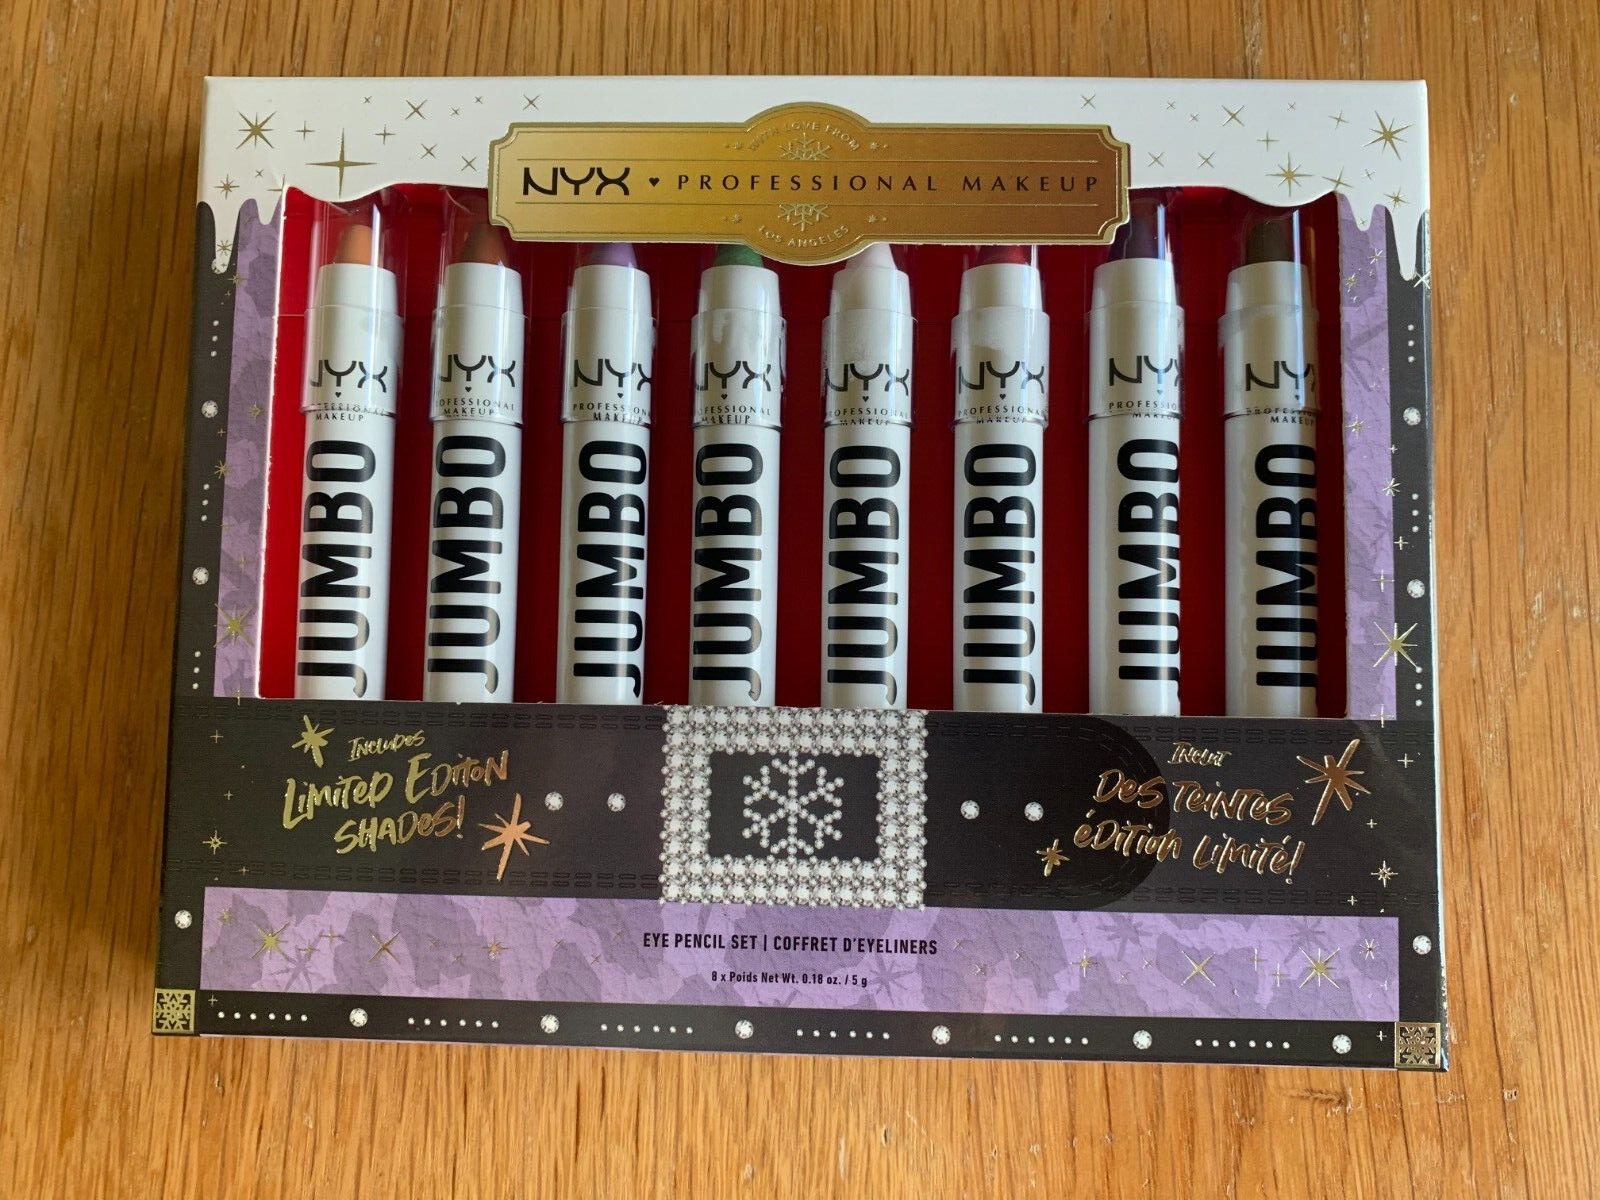 WITH LOVE FROM
NYX PROFESSIONAL MAKEUP
LOS ANGELES
NYX NYX NYX NYX NYX NYX NYX NYX
PROFESSIONAL PROFESSIONAL PROFESSIONAL PROFESSIONAL PROFESSIONAL PROFESSIONAL PROFESSIONAL PROFESSIONAL
MAKEUP MAKEUP MAKEUP MAKEUP MAKEUP MAKEUP MAKEUP MAKEUP
JUMBO JUMBO JUMBO JUMBO JUMBO JUMBO JUMBO JUMBO
INCLUDES
LIMITED EDITON
SHADES!
INCLUT
DES TEINTES
ÉDITION LIMITÉ!
EYE PENCIL SET | COFFRET D'EYELINERS
8 x Poids Net Wt. 0.18 oz. / 5 g